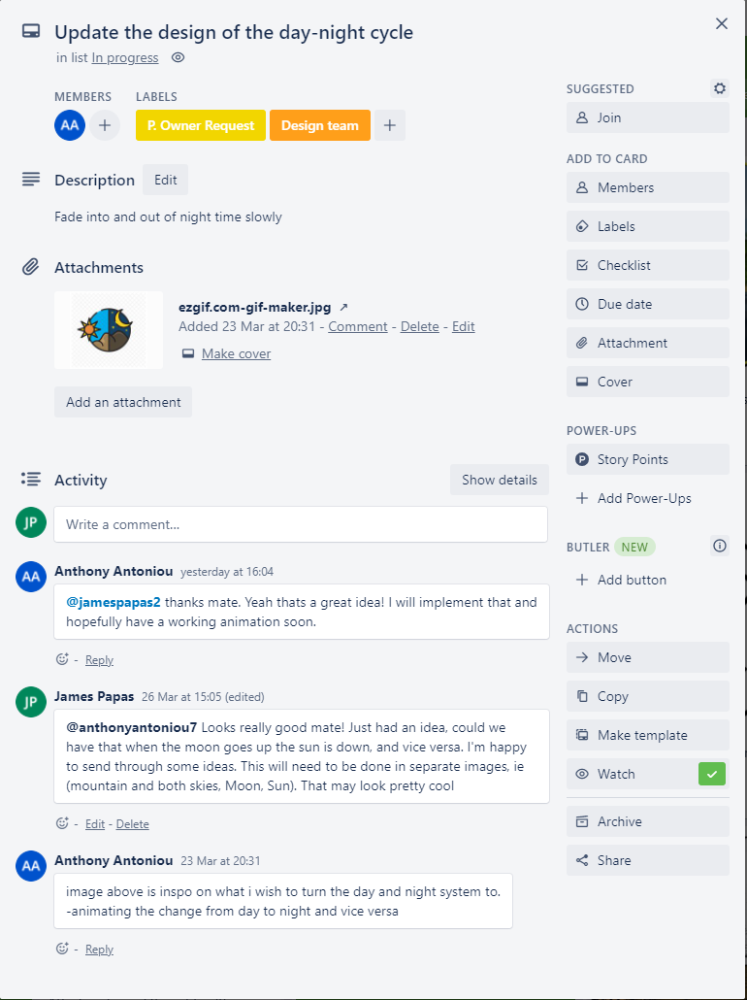 Update the design of the day-night cycle
in list In progress
MEMBERS
LABELS
AA
P. Owner Request
Design team
Description
Edit
Fade into and out of night time slowly
Attachments
ezgif.com-gif-maker.jpg ↗
Added 23 Mar at 20:31 - Comment - Delete - Edit
Make cover
Add an attachment
Activity
Show details
JP
Write a comment...
AA
Anthony Antoniou yesterday at 16:04
@jamespapas2 thanks mate. Yeah thats a great idea! I will implement that and
hopefully have a working animation soon.
- Reply
JP
James Papas 26 Mar at 15:05 (edited)
@anthonyantoniou7 Looks really good mate! Just had an idea, could we
have that when the moon goes up the sun is down, and vice versa. I'm happy
to send through some ideas. This will need to be done in separate images, ie
(mountain and both skies, Moon, Sun). That may look pretty cool
- Edit - Delete
AA
Anthony Antoniou 23 Mar at 20:31
image above is inspo on what i wish to turn the day and night system to.
-animating the change from day to night and vice versa
- Reply
SUGGESTED
Join
ADD TO CARD
Members
Labels
Checklist
Due date
Attachment
Cover
POWER-UPS
P Story Points
+ Add Power-Ups
BUTLER NEW
+ Add button
ACTIONS
Move
Copy
Make template
Watch
Archive
Share